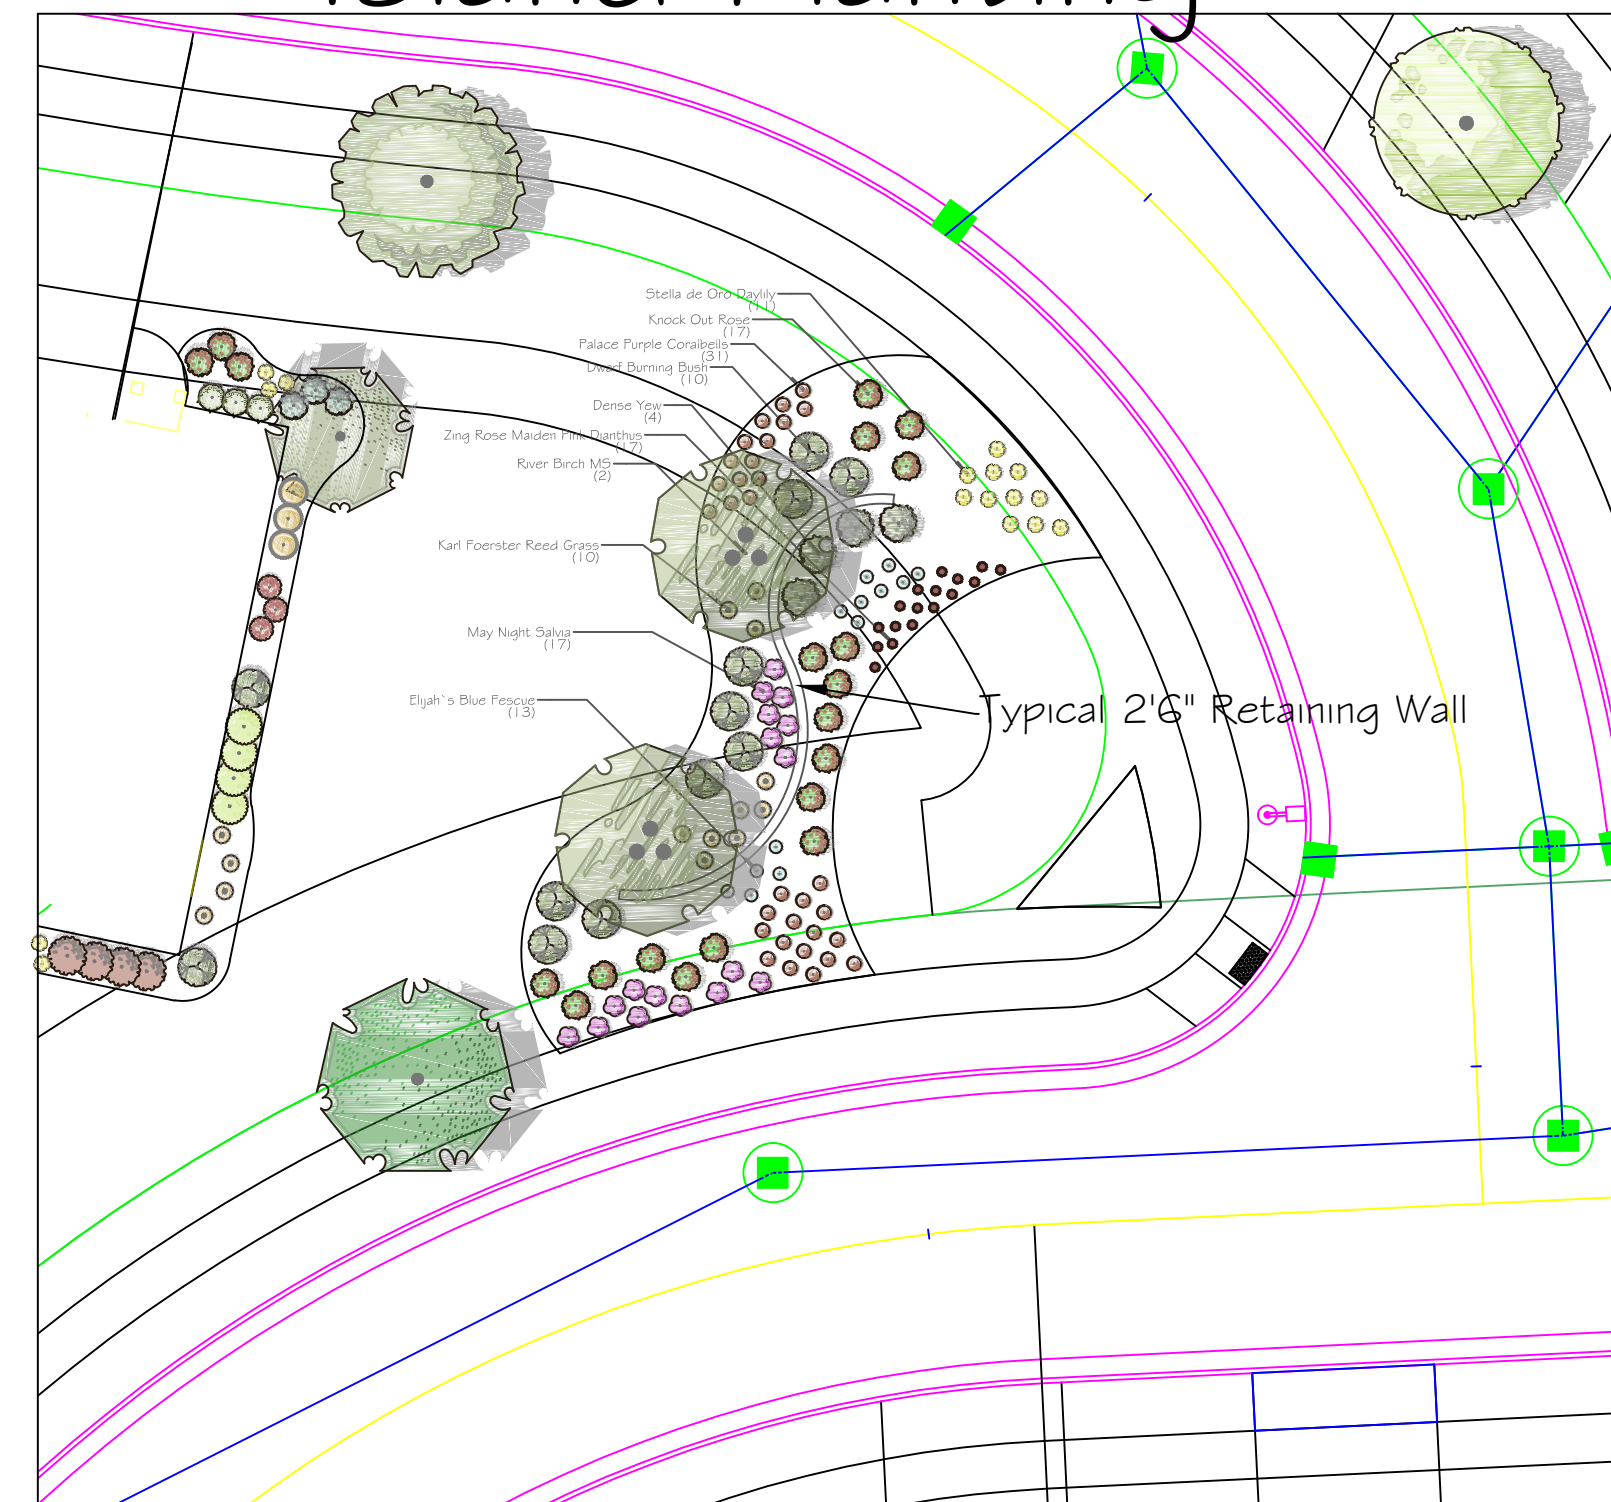 Stella de Oro Daylily
(11)
Knock Out Rose
(17)
Palace Purple Coralbells
(31)
Dwarf Burning Bush
(10)
Dense Yew
(4)
Zing Rose Maiden Pink Dianthus
(17)
River Birch MS
(2)
Karl Foerster Reed Grass
(10)
May Night Salvia
(17)
Elijah`s Blue Fescue
(13)
Typical 2'6" Retaining Wall